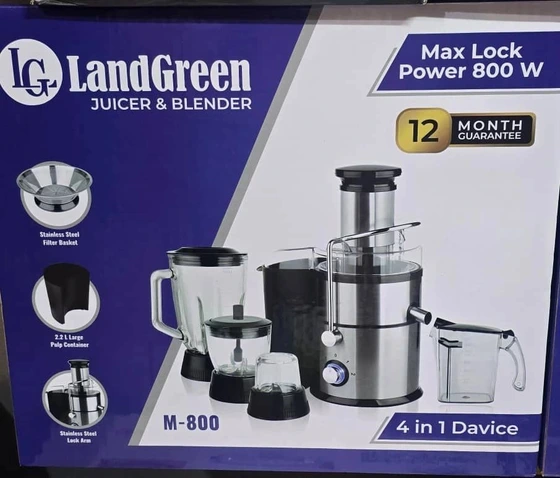 LG LandGreen
JUICER & BLENDER
Max Lock
Power 800 W
12 MONTH
GUARANTEE
Stainless Steel
Filter Basket
2.2 L Large
Pulp Container
Stainless Steel
Lock Arm
M-800
4 in 1 Davice